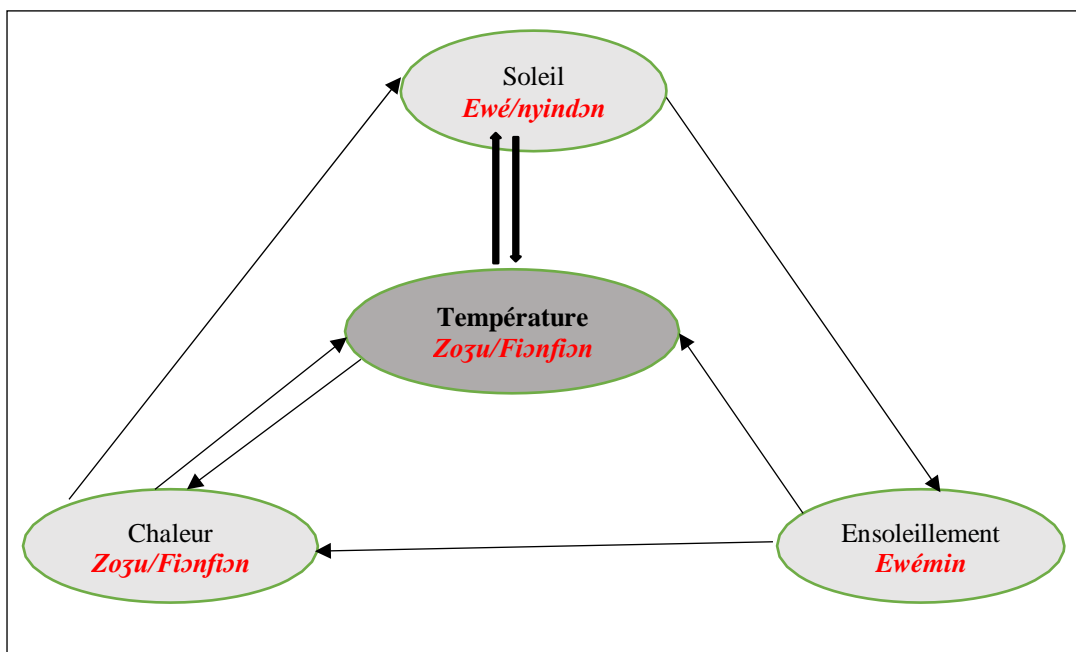 Soleil
Ewé/nyindɔn
Température
Zoʒu/Fiɔnfiɔn
Chaleur
Zoʒu/Fiɔnfiɔn
Ensoleillement
Ewémin